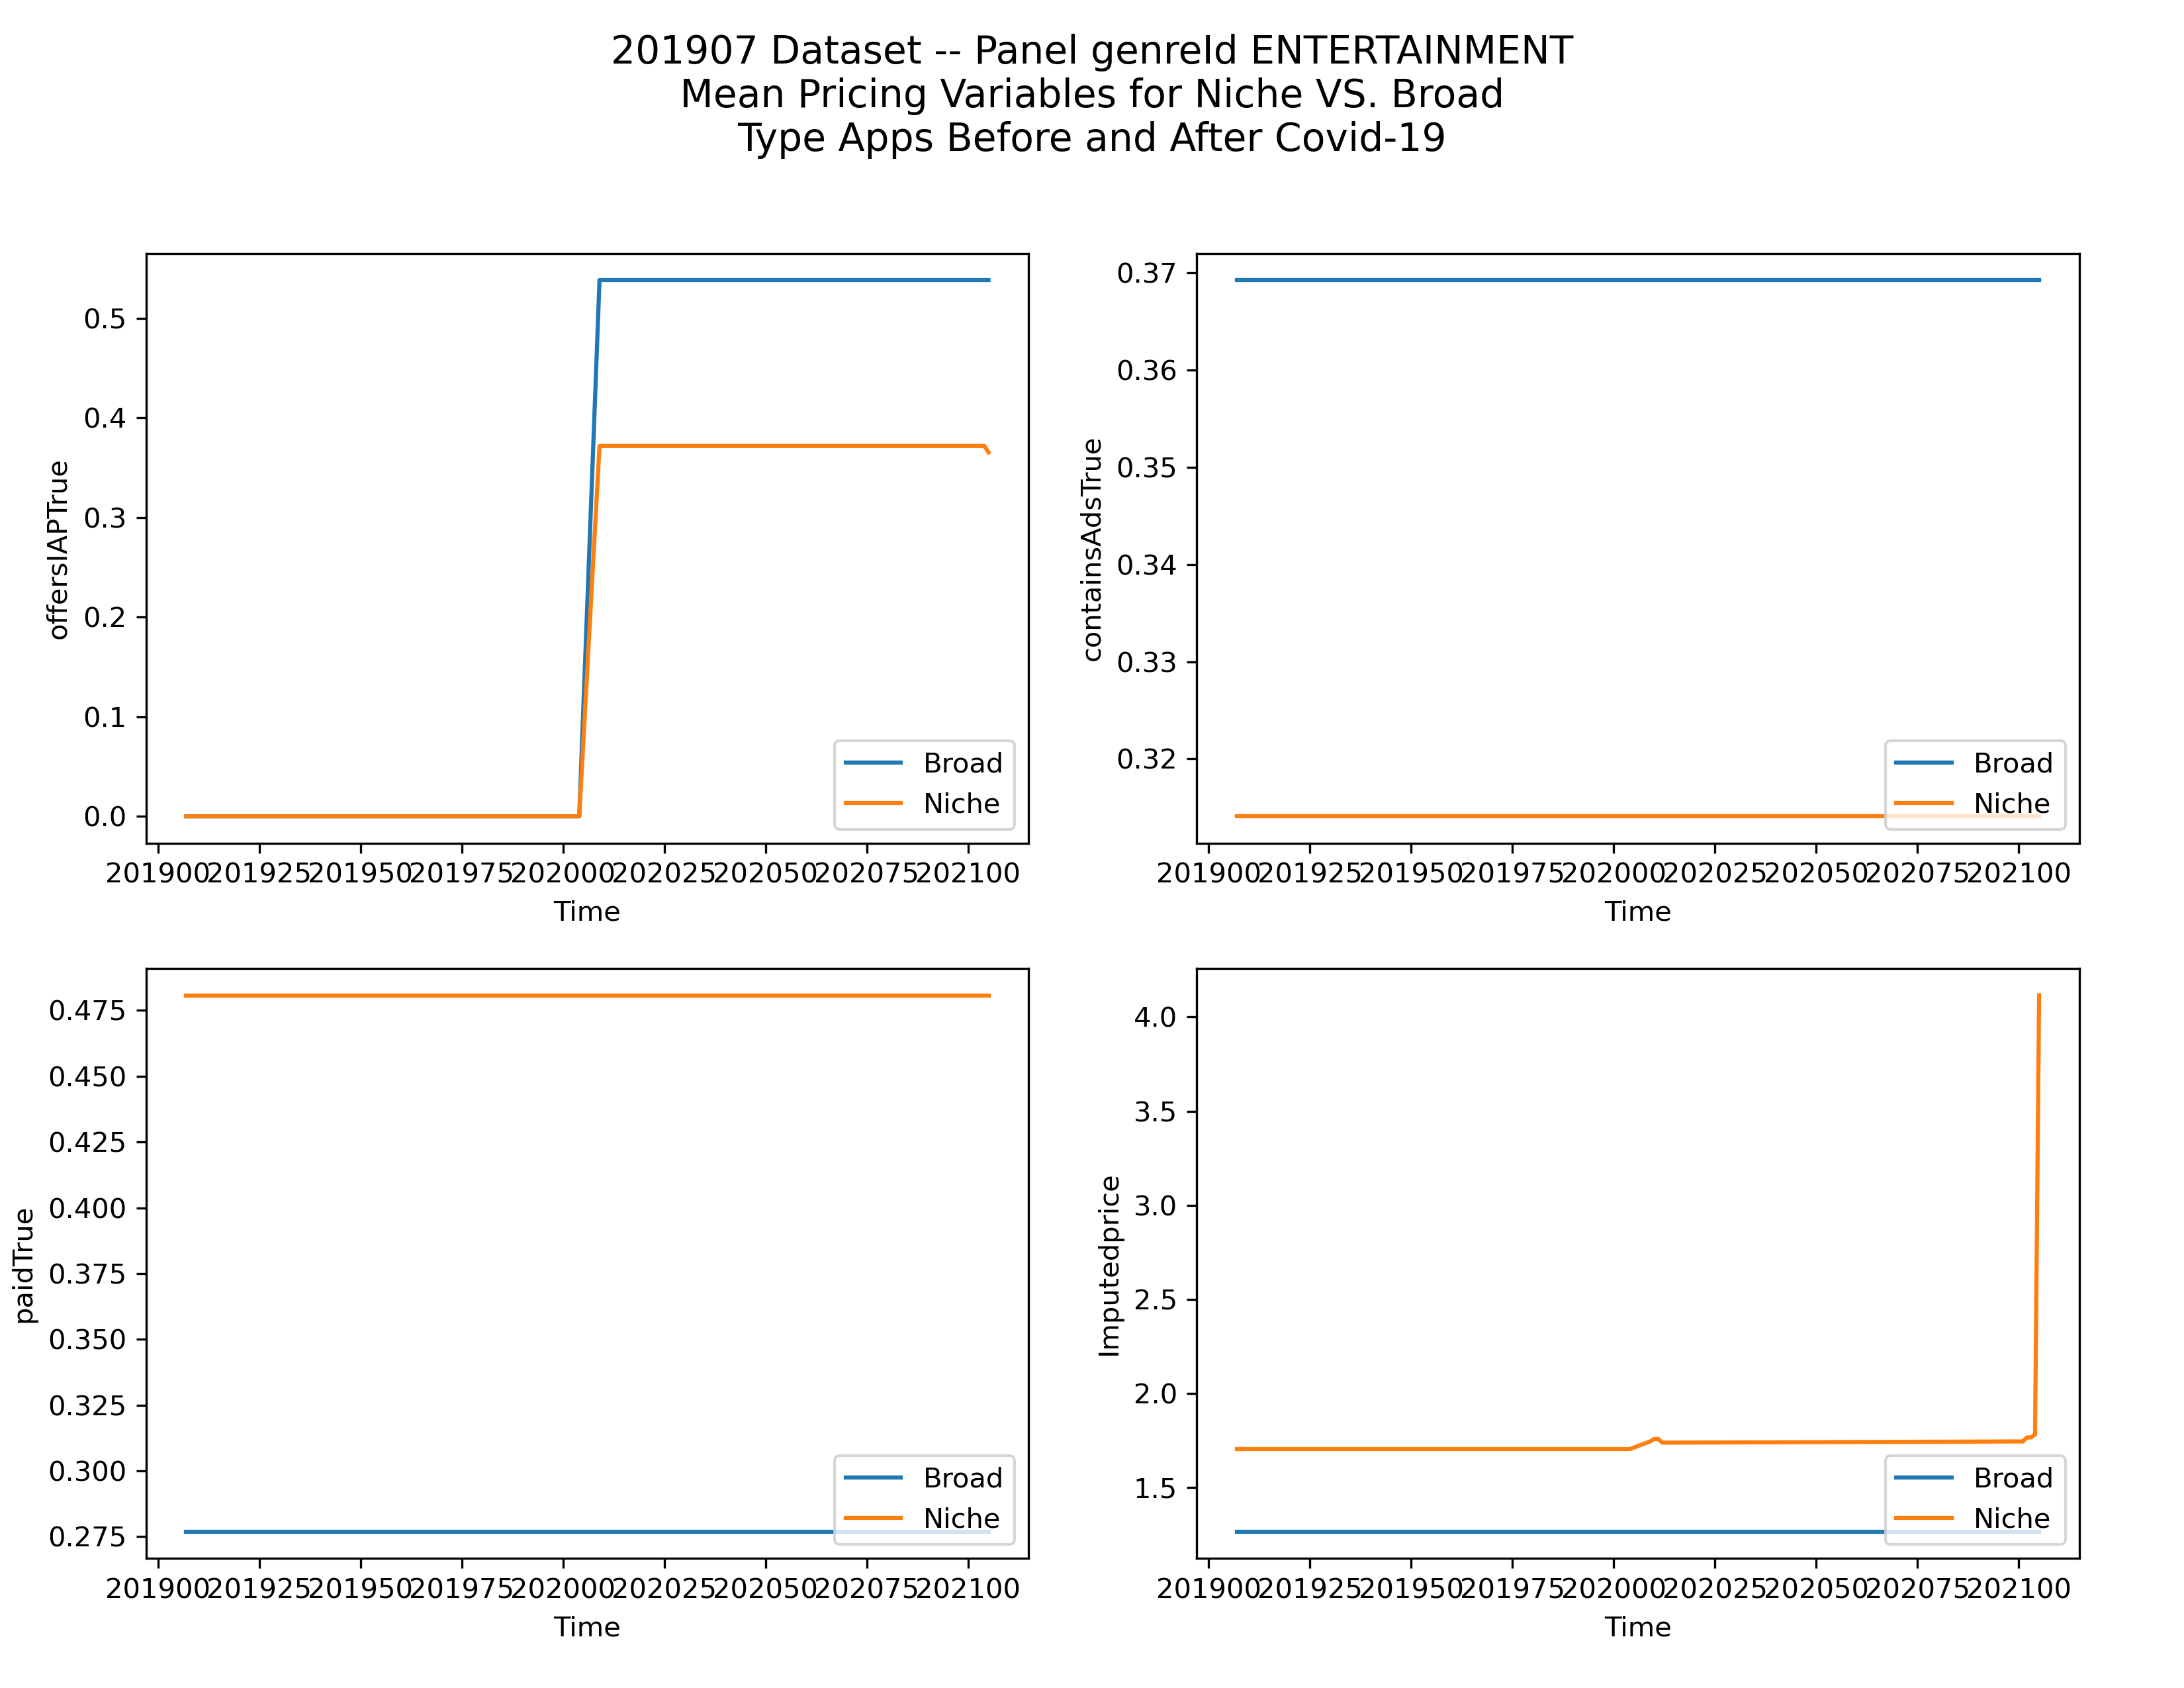 201907 Dataset -- Panel genreId ENTERTAINMENT
Mean Pricing Variables for Niche VS. Broad
Type Apps Before and After Covid-19
offersIAPTrue
0.5
0.4
0.3
0.2
0.1
0.0
Broad
Niche
201900 201925 201950 201975 202000 202025 202050 202075 202100
Time
containsAdsTrue
0.37
0.36
0.35
0.34
0.33
0.32
Broad
Niche
201900 201925 201950 201975 202000 202025 202050 202075 202100
Time
paidTrue
0.475
0.450
0.425
0.400
0.375
0.350
0.325
0.300
0.275
Broad
Niche
201900 201925 201950 201975 202000 202025 202050 202075 202100
Time
Imputedprice
4.0
3.5
3.0
2.5
2.0
1.5
Broad
Niche
201900 201925 201950 201975 202000 202025 202050 202075 202100
Time